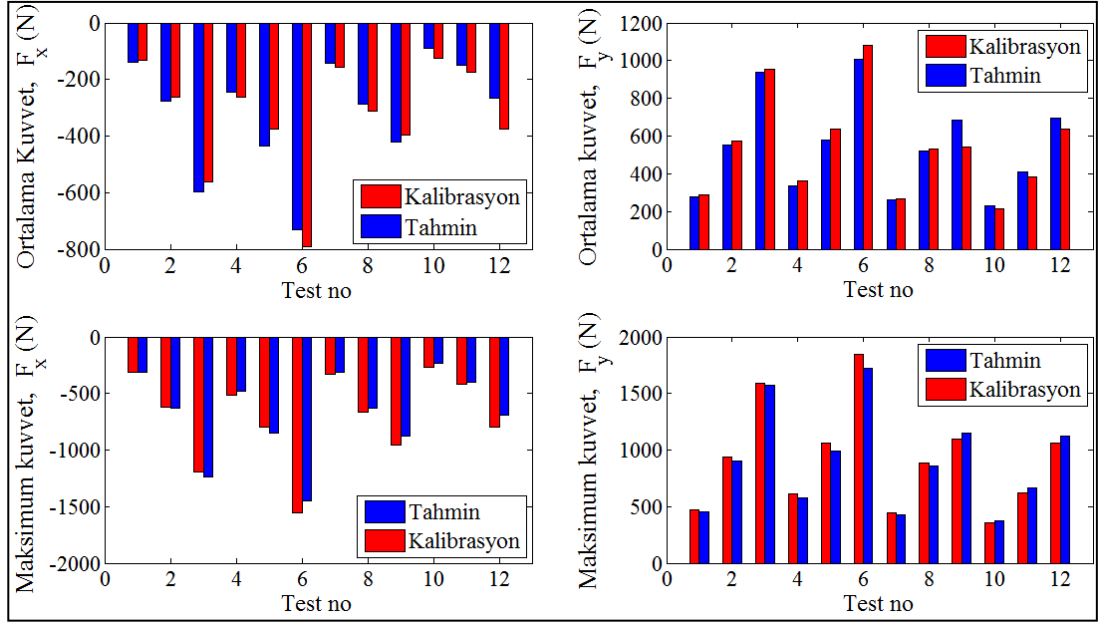 Ortalama Kuvvet, F_x (N)
0
-200
-400
-600
-800
Kalibrasyon
Tahmin
0 2 4 6 8 10 12
Test no
Ortalama kuvvet, F_y (N)
1200
1000
800
600
400
200
0
Kalibrasyon
Tahmin
0 2 4 6 8 10 12
Test no
Maksimum kuvvet, F_x (N)
0
-500
-1000
-1500
-2000
Tahmin
Kalibrasyon
0 2 4 6 8 10 12
Test no
Maksimum kuvvet, F_y (N)
2000
1500
1000
500
0
Tahmin
Kalibrasyon
0 2 4 6 8 10 12
Test no